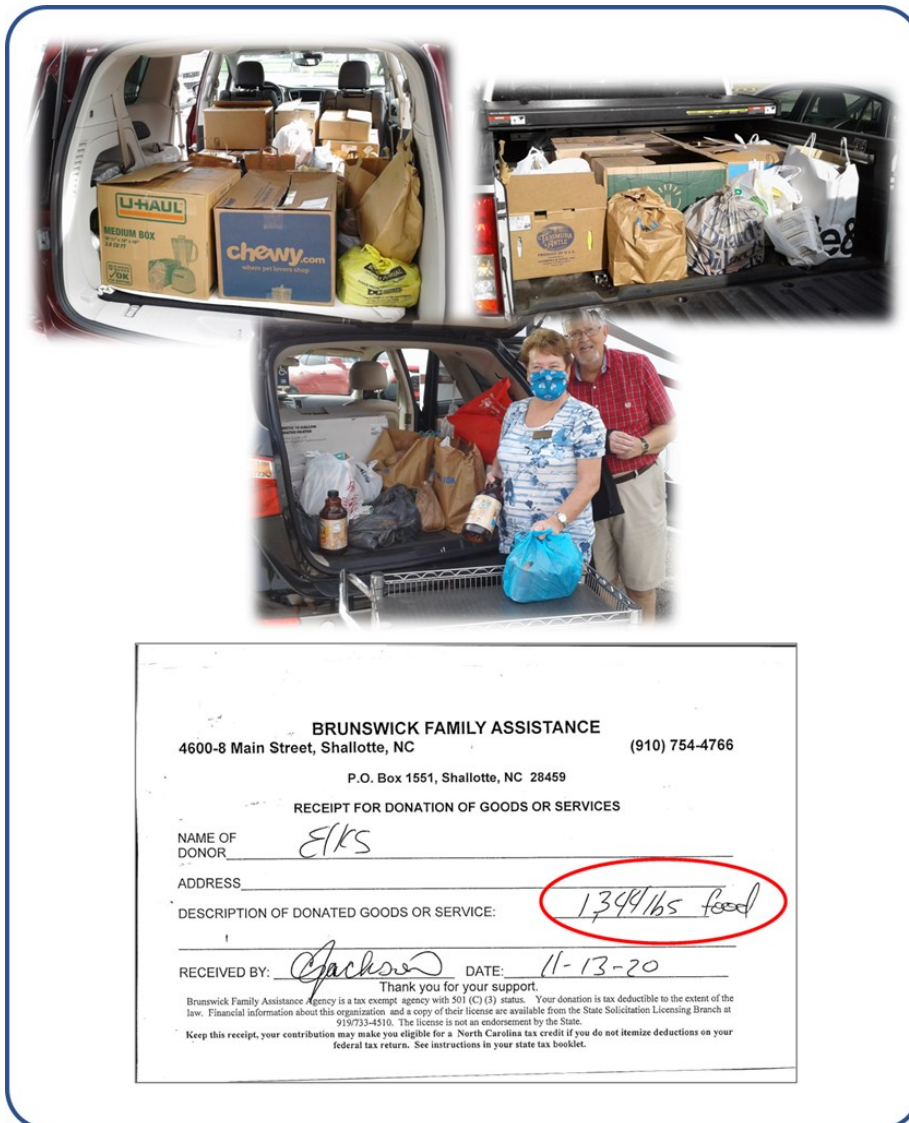 U-HAUL
MEDIUM BOX
chewy.com
where pet lovers shop
OK
TANIMURA
& ANTLE
BRUNSWICK FAMILY ASSISTANCE
4600-8 Main Street, Shallotte, NC (910) 754-4766
P.O. Box 1551, Shallotte, NC 28459
RECEIPT FOR DONATION OF GOODS OR SERVICES
NAME OF
DONOR Elks
ADDRESS
DESCRIPTION OF DONATED GOODS OR SERVICE: 1,344 lbs food
RECEIVED BY: CJackson DATE: 11-13-20
Thank you for your support.
Brunswick Family Assistance Agency is a tax exempt agency with 501 (C) (3) status. Your donation is tax deductible to the extent of the
law. Financial information about this organization and a copy of their license are available from the State Solicitation Licensing Branch at
919/733-4510. The license is not an endorsement by the State.
Keep this receipt, your contribution may make you eligible for a North Carolina tax credit if you do not itemize deductions on your
federal tax return. See instructions in your state tax booklet.